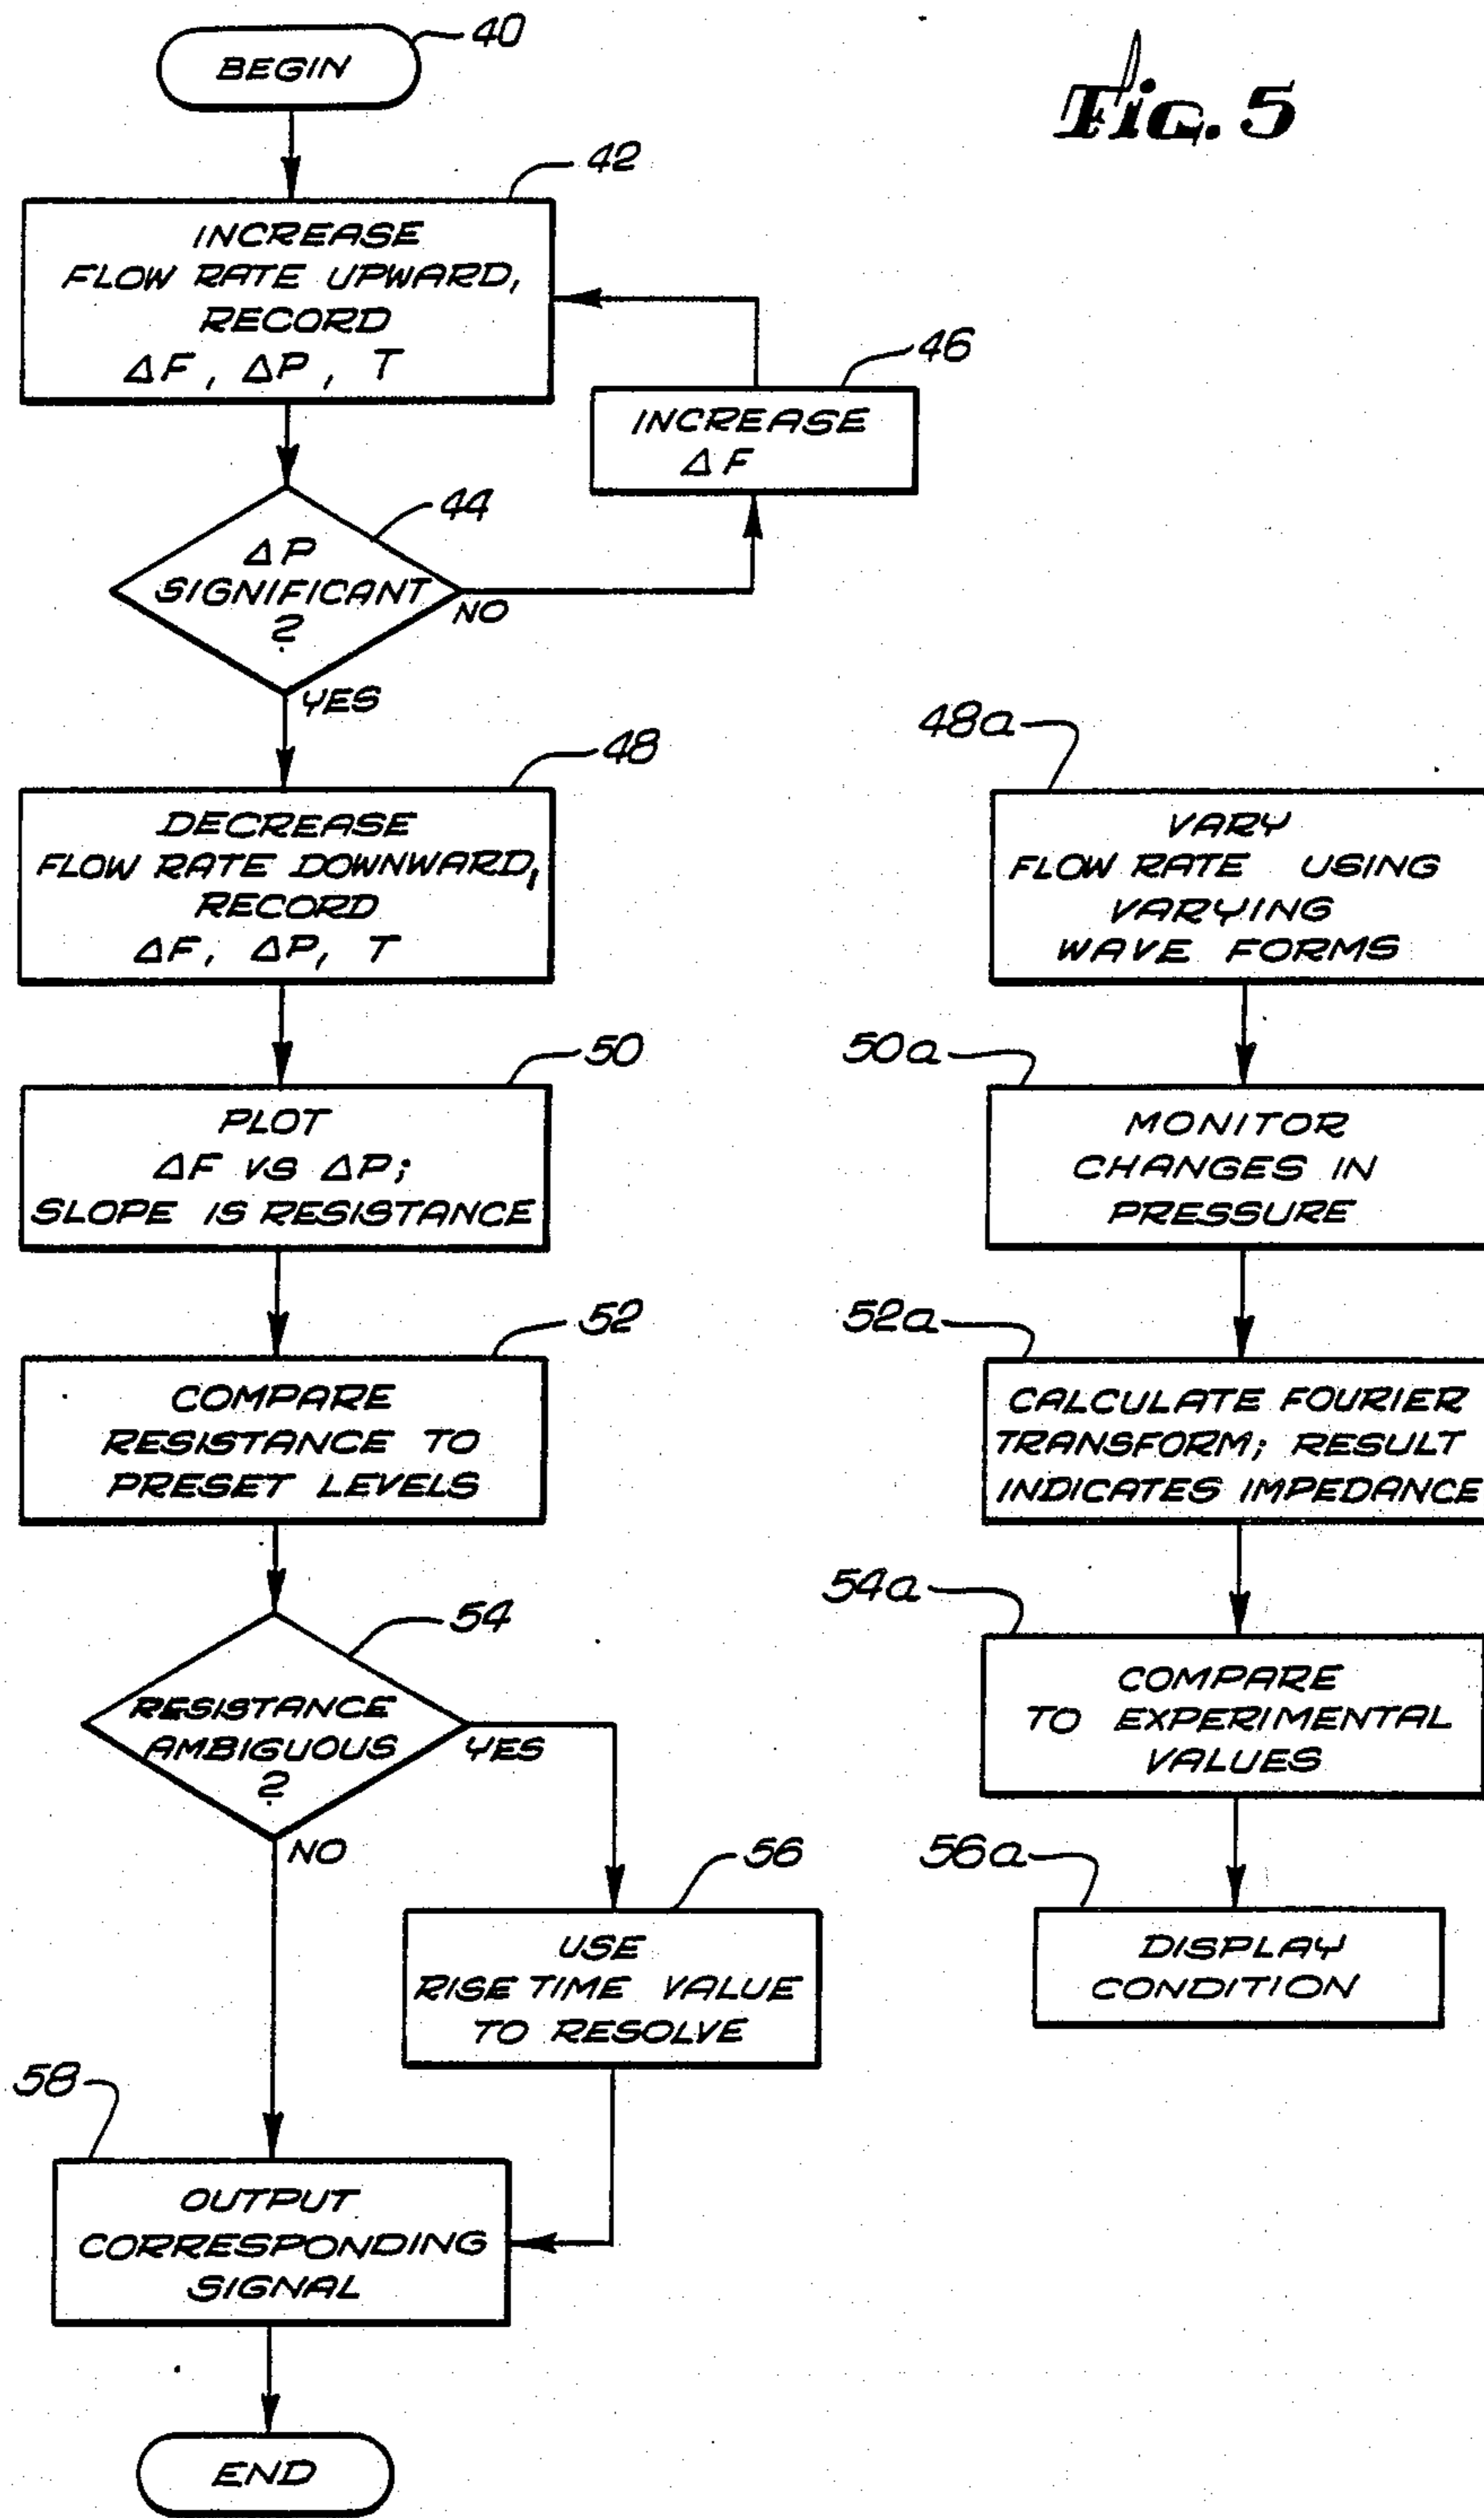 Fig. 5
40
BEGIN
42
INCREASE
FLOW RATE UPWARD,
RECORD
ΔF, ΔP, T
46
INCREASE
ΔF
44
ΔP
SIGNIFICANT
?
NO
YES
48
DECREASE
FLOW RATE DOWNWARD,
RECORD
ΔF, ΔP, T
50
PLOT
ΔF VS ΔP;
SLOPE IS RESISTANCE
52
COMPARE
RESISTANCE TO
PRESET LEVELS
54
RESISTANCE
AMBIGUOUS
?
YES
NO
56
USE
RISE TIME VALUE
TO RESOLVE
58
OUTPUT
CORRESPONDING
SIGNAL
END
48a
VARY
FLOW RATE USING
VARYING
WAVE FORMS
50a
MONITOR
CHANGES IN
PRESSURE
52a
CALCULATE FOURIER
TRANSFORM; RESULT
INDICATES IMPEDANCE
54a
COMPARE
TO EXPERIMENTAL
VALUES
56a
DISPLAY
CONDITION